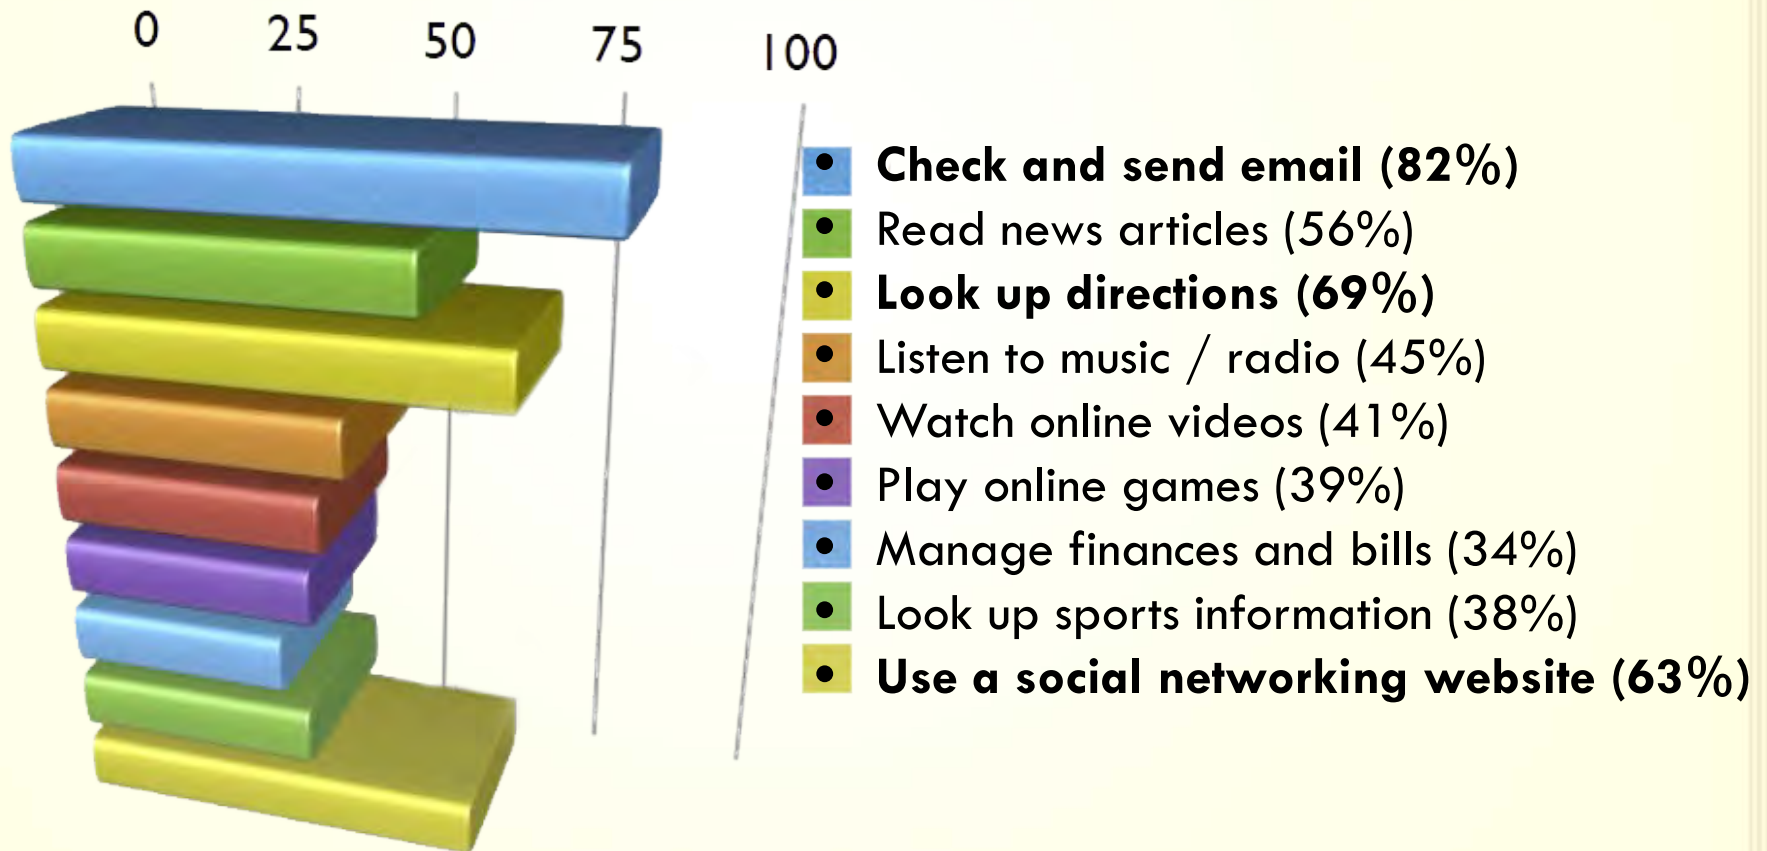 0 25 50 75 100
• Check and send email (82%)
• Read news articles (56%)
• Look up directions (69%)
• Listen to music / radio (45%)
• Watch online videos (41%)
• Play online games (39%)
• Manage finances and bills (34%)
• Look up sports information (38%)
• Use a social networking website (63%)